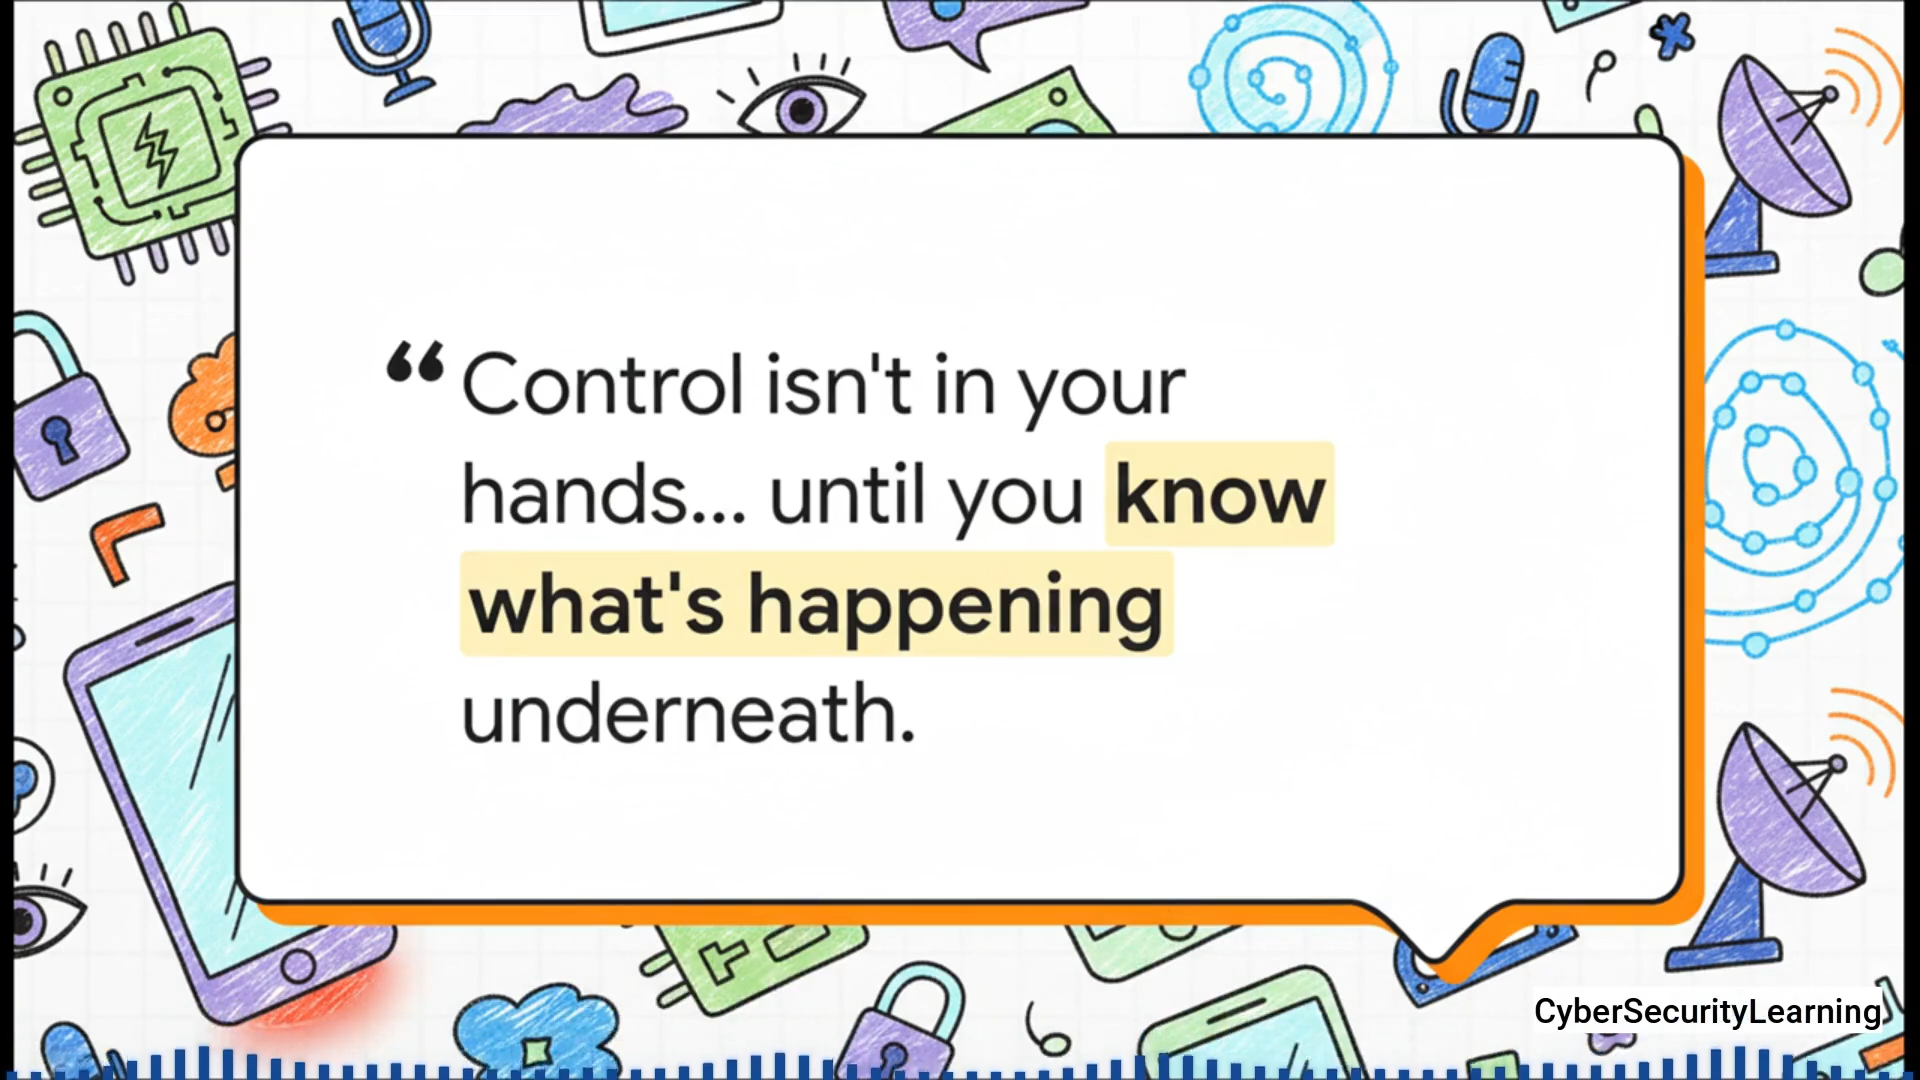 “Control isn't in your
hands... until you know
what's happening
underneath.
CyberSecurityLearning